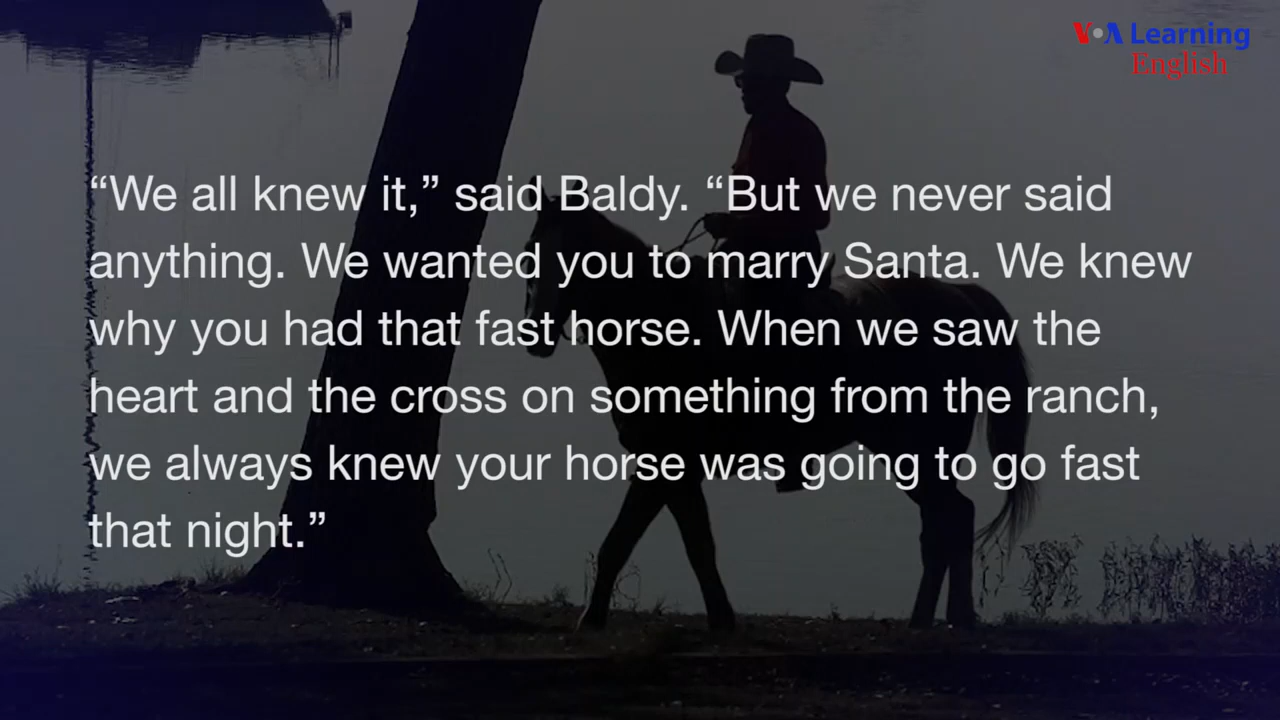 VOA Learning
English
“We all knew it,” said Baldy. “But we never said
anything. We wanted you to marry Santa. We knew
why you had that fast horse. When we saw the
heart and the cross on something from the ranch,
we always knew your horse was going to go fast
that night.”